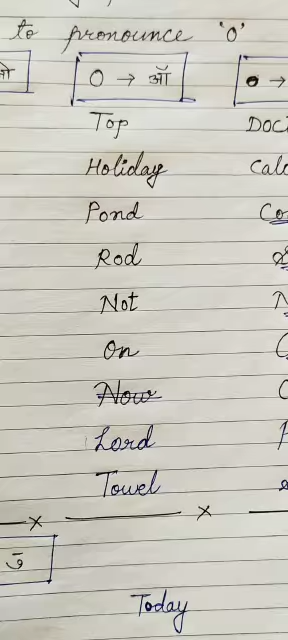 to pronounce 'O'
ओ O → ऑ O →
Top
Holiday
Pond
Rod
Not
On
Now
Lord
Towel
x x
Today